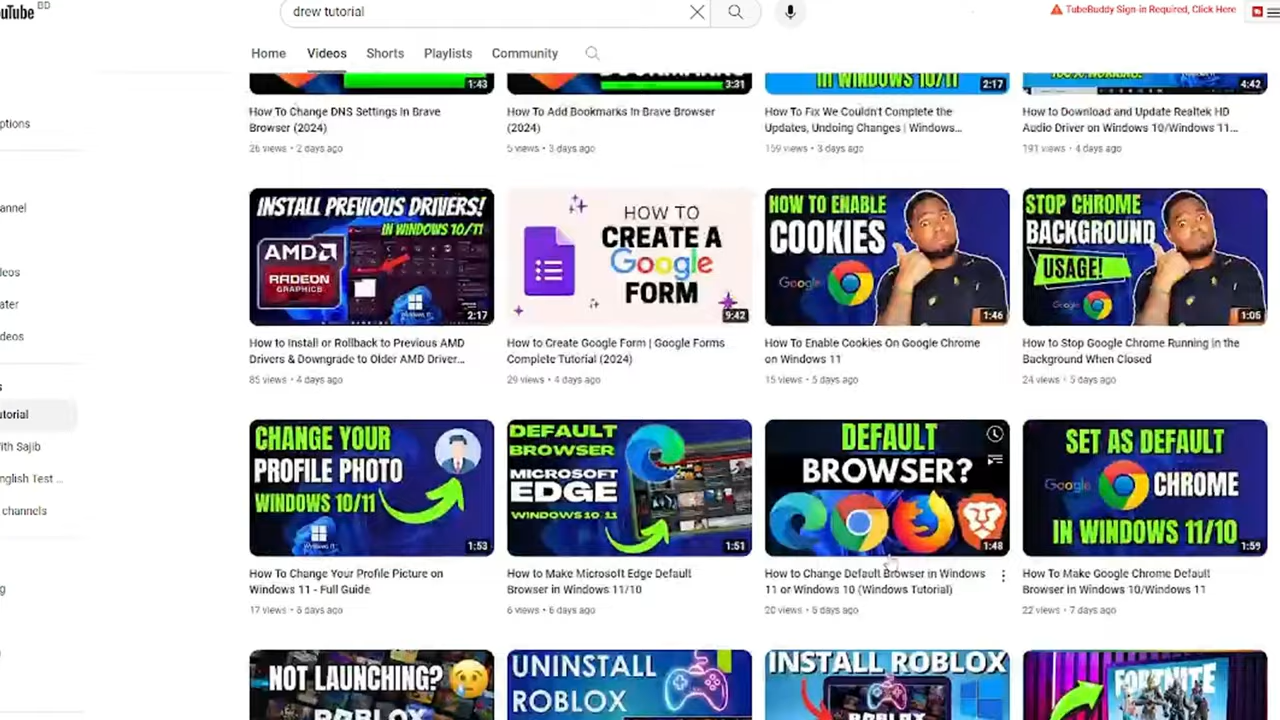 uTube BD
drew tutorial
TubeBuddy Sign-in Required, Click Here
Home Videos Shorts Playlists Community
ptions
annel
deos
ater
deos
s
utorial
ith Sajib
nglish Test ...
channels
g
1:43
3:31
IN WINDOWS 10/11
2:17
100% WORKING!
4:42
How To Change DNS Settings In Brave
Browser (2024)
26 views • 2 days ago
How To Add Bookmarks In Brave Browser
(2024)
5 views • 3 days ago
How To Fix We Couldn't Complete the
Updates, Undoing Changes | Windows...
159 views • 3 days ago
How to Download and Update Realtek HD
Audio Driver on Windows 10/Windows 11...
191 views • 4 days ago
INSTALL PREVIOUS DRIVERS!
IN WINDOWS 10/11
AMD
RADEON
GRAPHICS
2:17
HOW TO
CREATE A
Google
FORM
9:42
HOW TO ENABLE
COOKIES
Google
1:46
STOP CHROME
BACKGROUND
USAGE!
Google
1:05
How to Install or Rollback to Previous AMD
Drivers & Downgrade to Older AMD Driver...
85 views • 4 days ago
How to Create Google Form | Google Forms
Complete Tutorial (2024)
29 views • 4 days ago
How To Enable Cookies On Google Chrome
on Windows 11
15 views • 5 days ago
How to Stop Google Chrome Running in the
Background When Closed
24 views • 5 days ago
CHANGE YOUR
PROFILE PHOTO
WINDOWS 10/11
1:53
DEFAULT
BROWSER
MICROSOFT
EDGE
WINDOWS 10 11
1:51
DEFAULT
BROWSER?
1:48
SET AS DEFAULT
Google CHROME
IN WINDOWS 11/10
1:59
How To Change Your Profile Picture on
Windows 11 - Full Guide
17 views • 6 days ago
How to Make Microsoft Edge Default
Browser in Windows 11/10
6 views • 6 days ago
How to Change Default Browser in Windows
11 or Windows 10 (Windows Tutorial)
20 views • 6 days ago
How To Make Google Chrome Default
Browser in Windows 10/Windows 11
22 views • 7 days ago
NOT LAUNCHING?
ROBLOX
UNINSTALL
ROBLOX
INSTALL ROBLOX
ROBLOX
FORTNITE